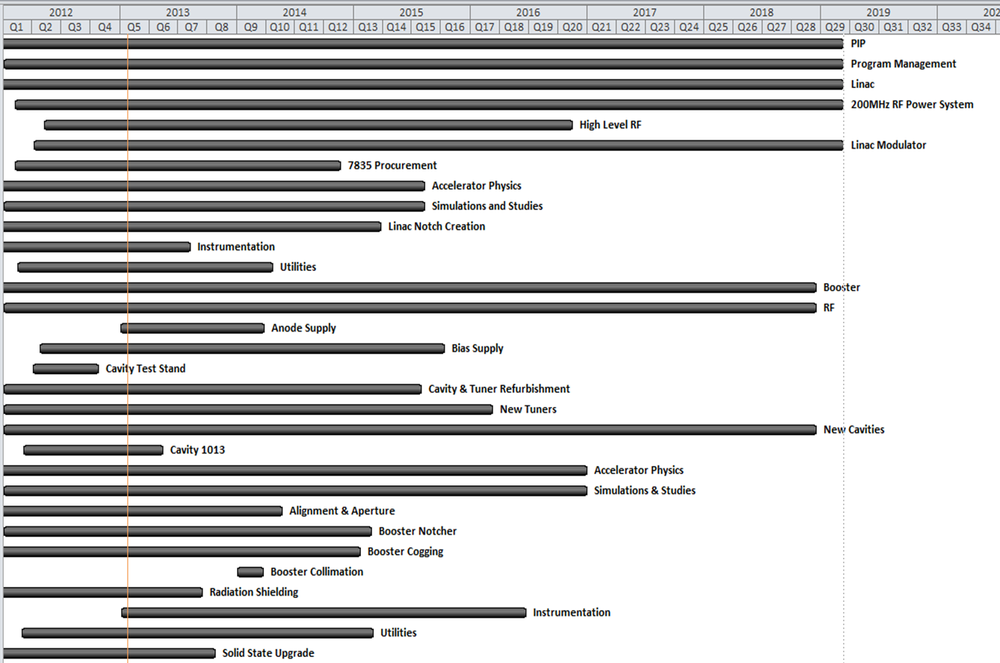 2012 2013 2014 2015 2016 2017 2018 2019 202
Q1 Q2 Q3 Q4 Q5 Q6 Q7 Q8 Q9 Q10 Q11 Q12 Q13 Q14 Q15 Q16 Q17 Q18 Q19 Q20 Q21 Q22 Q23 Q24 Q25 Q26 Q27 Q28 Q29 Q30 Q31 Q32 Q33 Q34
PIP
Program Management
Linac
200MHz RF Power System
High Level RF
Linac Modulator
7835 Procurement
Accelerator Physics
Simulations and Studies
Linac Notch Creation
Instrumentation
Utilities
Booster
RF
Anode Supply
Bias Supply
Cavity Test Stand
Cavity & Tuner Refurbishment
New Tuners
New Cavities
Cavity 1013
Accelerator Physics
Simulations & Studies
Alignment & Aperture
Booster Notcher
Booster Cogging
Booster Collimation
Radiation Shielding
Instrumentation
Utilities
Solid State Upgrade